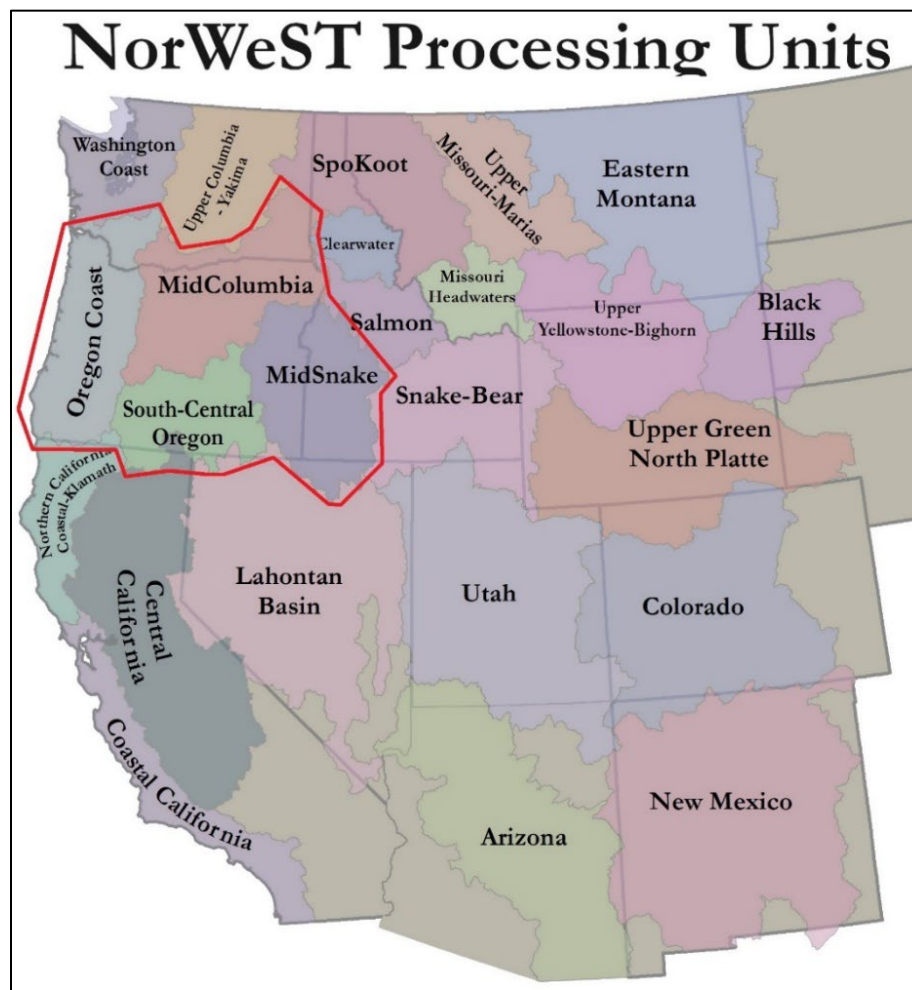 NorWeST Processing Units
Washington
Coast
Upper Columbia
- Yakima
SpoKoot
Upper
Missouri-Marias
Eastern
Montana
Clearwater
Missouri
Headwaters
Oregon Coast
MidColumbia
Salmon
Upper
Yellowstone-Bighorn
Black
Hills
MidSnake
Snake-Bear
South-Central
Oregon
Upper Green
North Platte
Northern California
Coastal-Klamath
Central
California
Lahontan
Basin
Utah
Colorado
Coastal California
Arizona
New Mexico